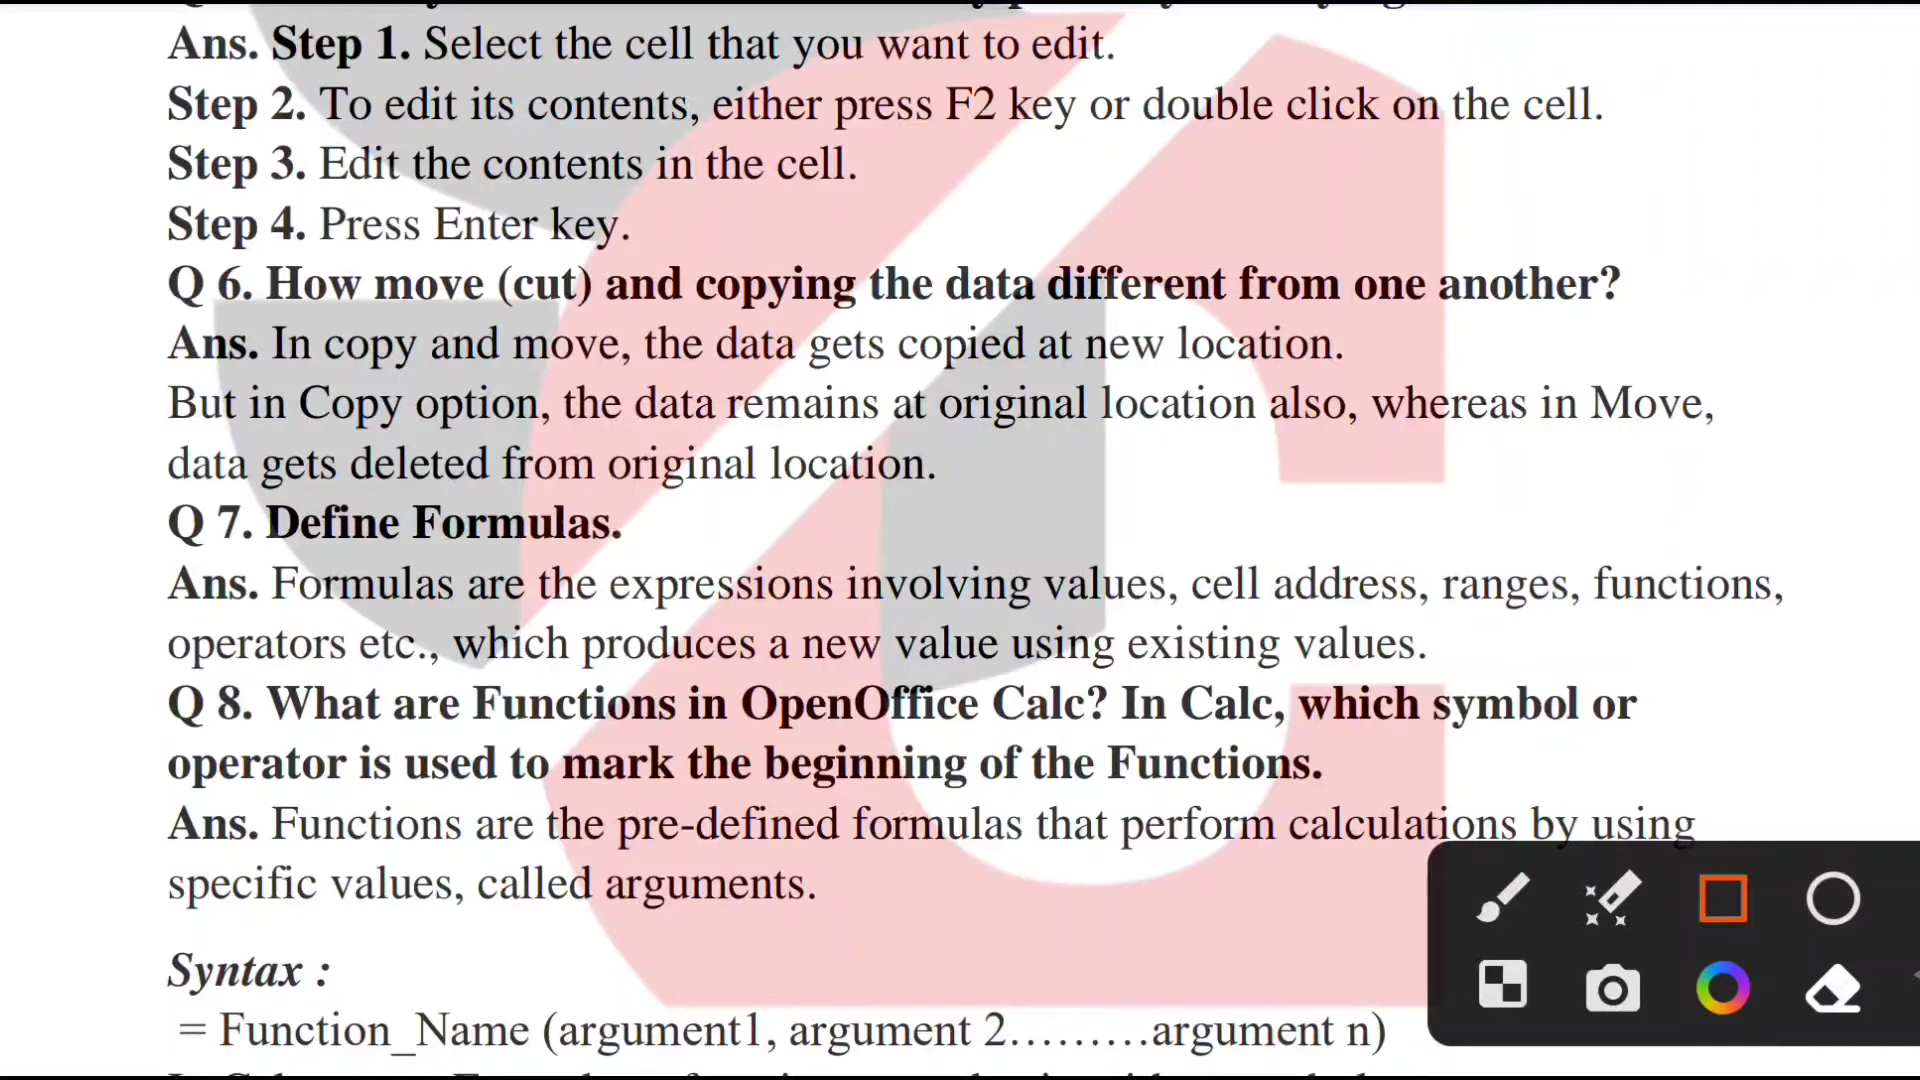 Ans. Step 1. Select the cell that you want to edit.
Step 2. To edit its contents, either press F2 key or double click on the cell.
Step 3. Edit the contents in the cell.
Step 4. Press Enter key.
Q 6. How move (cut) and copying the data different from one another?
Ans. In copy and move, the data gets copied at new location.
But in Copy option, the data remains at original location also, whereas in Move,
data gets deleted from original location.
Q 7. Define Formulas.
Ans. Formulas are the expressions involving values, cell address, ranges, functions,
operators etc., which produces a new value using existing values.
Q 8. What are Functions in OpenOffice Calc? In Calc, which symbol or
operator is used to mark the beginning of the Functions.
Ans. Functions are the pre-defined formulas that perform calculations by using
specific values, called arguments.
Syntax :
= Function_Name (argument1, argument 2.........argument n)